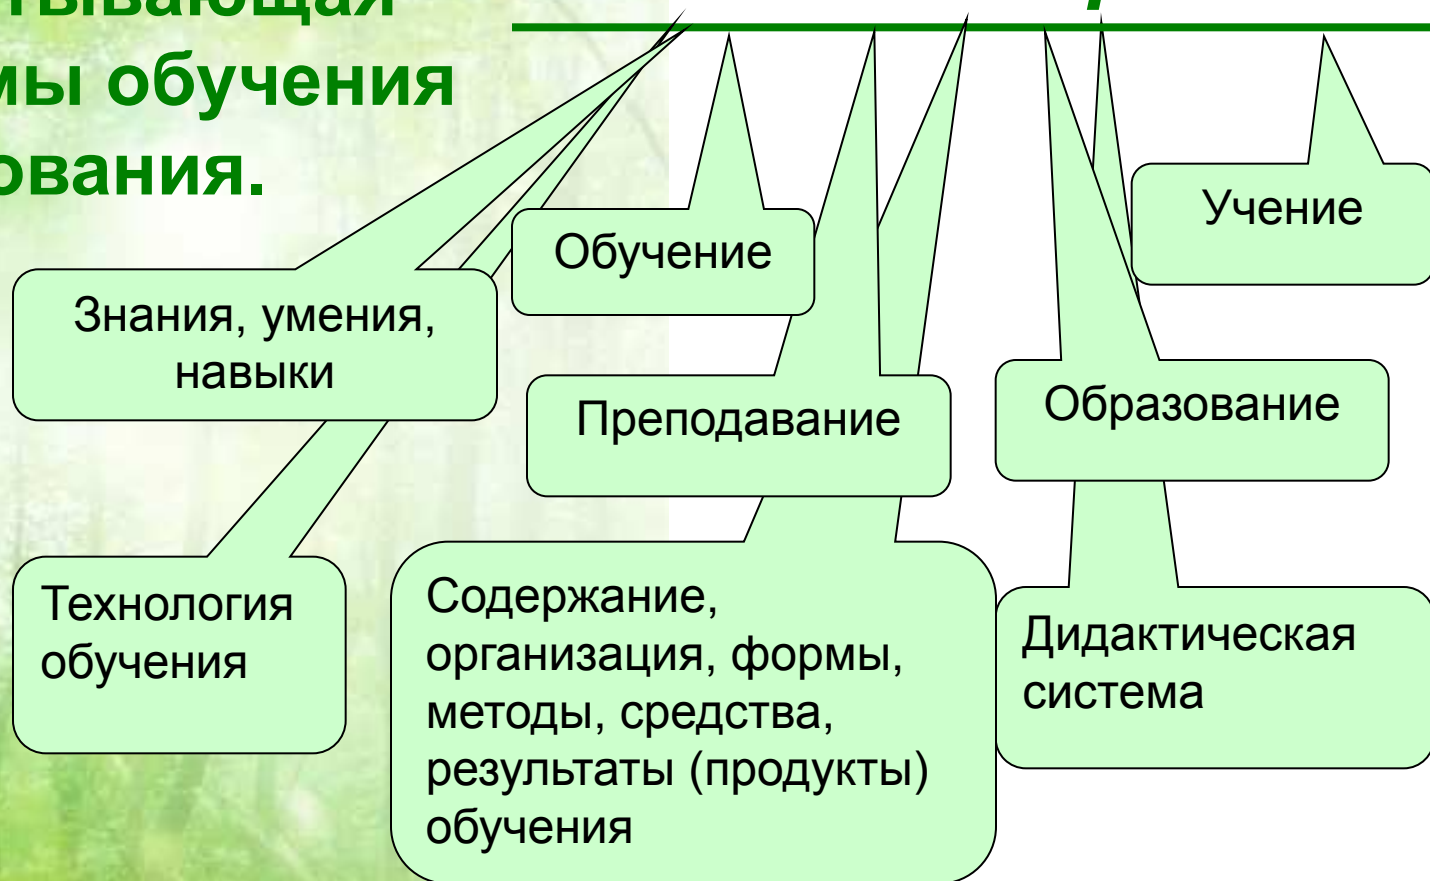 мы обучения
Учение
Обучение
Знания, умения,
навыки
Преподавание
Образование
Технология
обучения
Содержание,
организация, формы,
методы, средства,
результаты (продукты)
обучения
Дидактическая
система